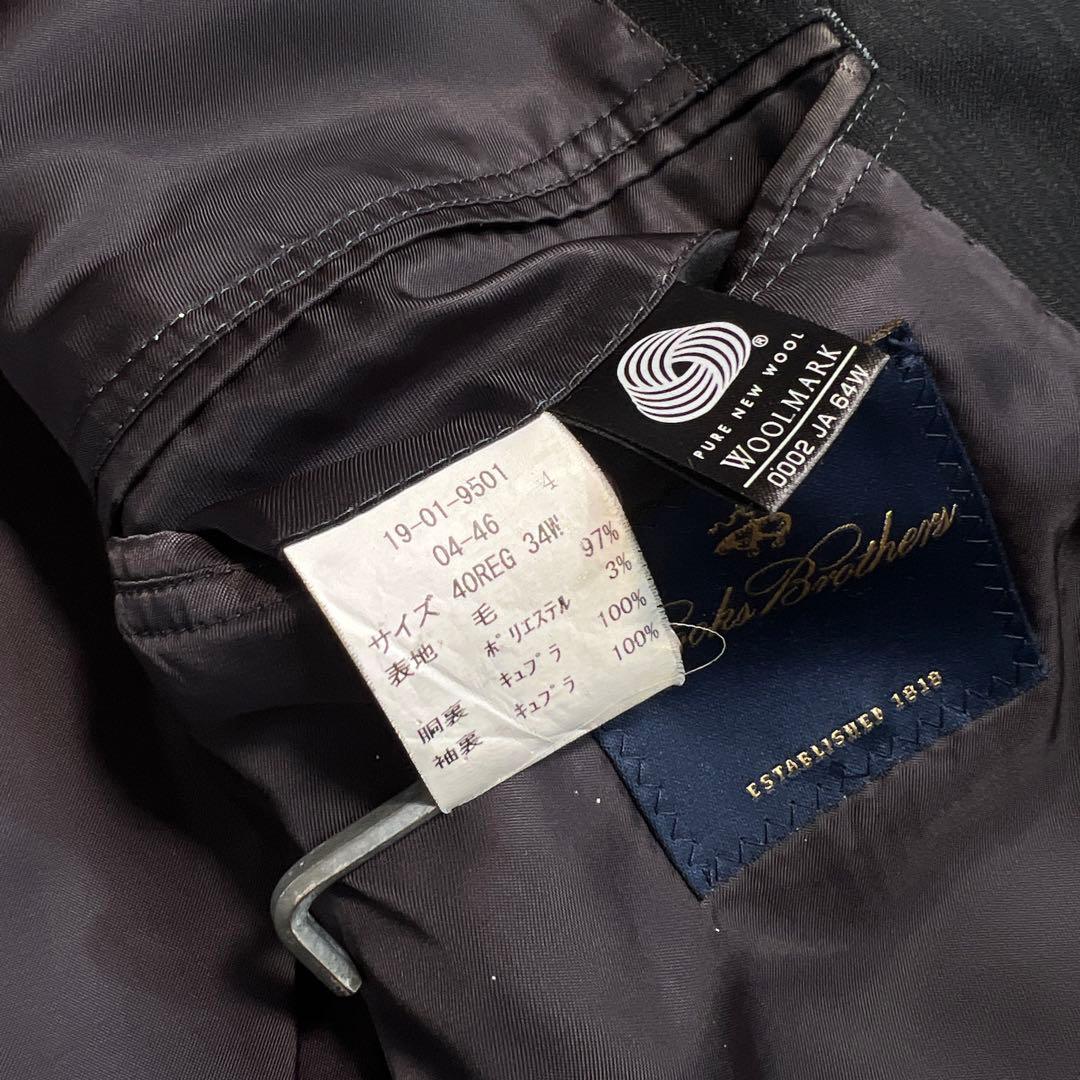 PURE NEW WOOL
WOOLMARK
0002 JA 64W
®
19-01-9501 4
04-46
サイズ 40REG 34W
表地 毛 97%
ポリエステル 3%
胴裏 キュプラ 100%
袖裏 キュプラ 100%
Brothers
ESTABLISHED 1818